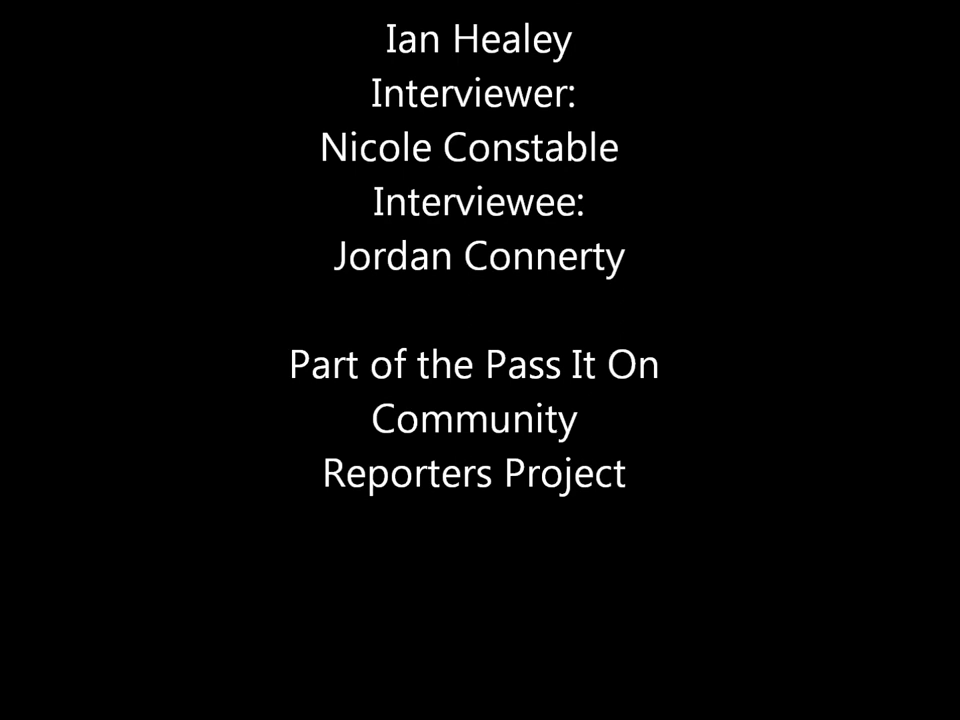 Ian Healey
Interviewer:
Nicole Constable
Interviewee:
Jordan Connerty
Part of the Pass It On
Community
Reporters Project